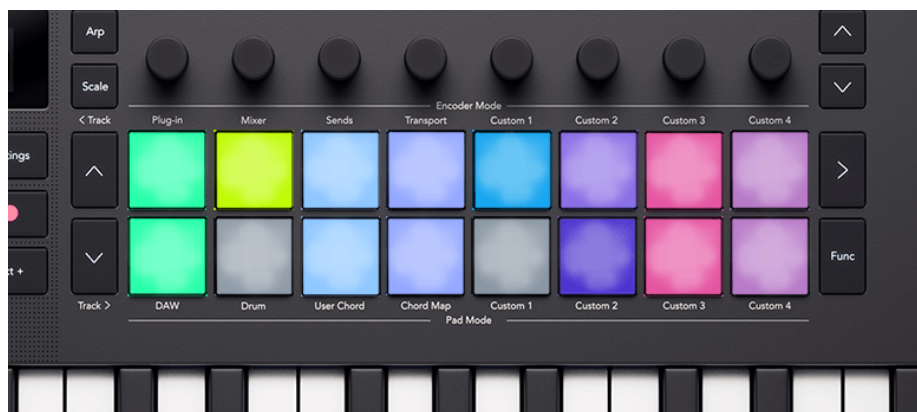 Arp
Scale
Encoder Mode
< Track Plug-in Mixer Sends Transport Custom 1 Custom 2 Custom 3 Custom 4
Func
Track > DAW Drum User Chord Chord Map Custom 1 Custom 2 Custom 3 Custom 4
Pad Mode